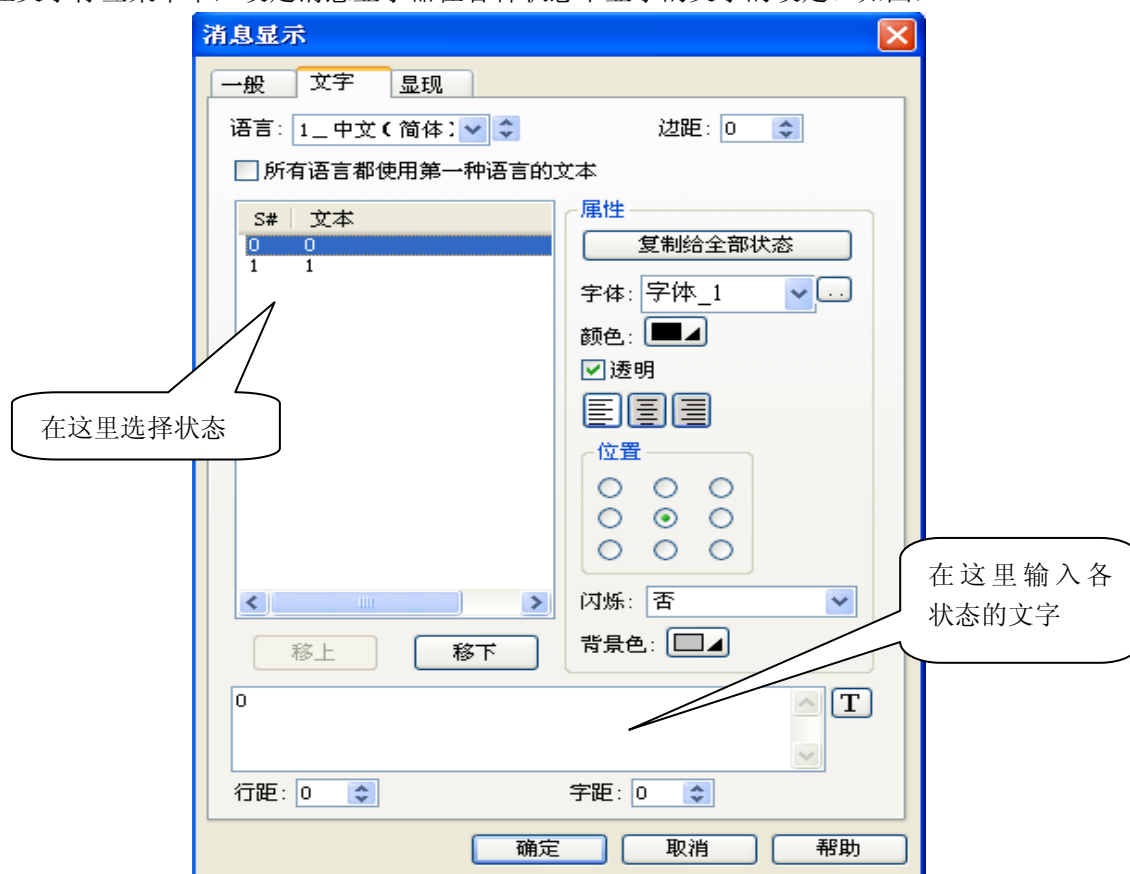 消息显示
一般 文字 显现
语言: 1_中文(简体) 边距: 0
所有语言都使用第一种语言的文本
S# 文本
0 0
1 1
属性
复制给全部状态
字体: 字体_1 ..
颜色:
透明
位置
闪烁: 否
背景色:
移上 移下
0
T
行距: 0 字距: 0
确定 取消 帮助
在这里选择状态
在这里输入各
状态的文字